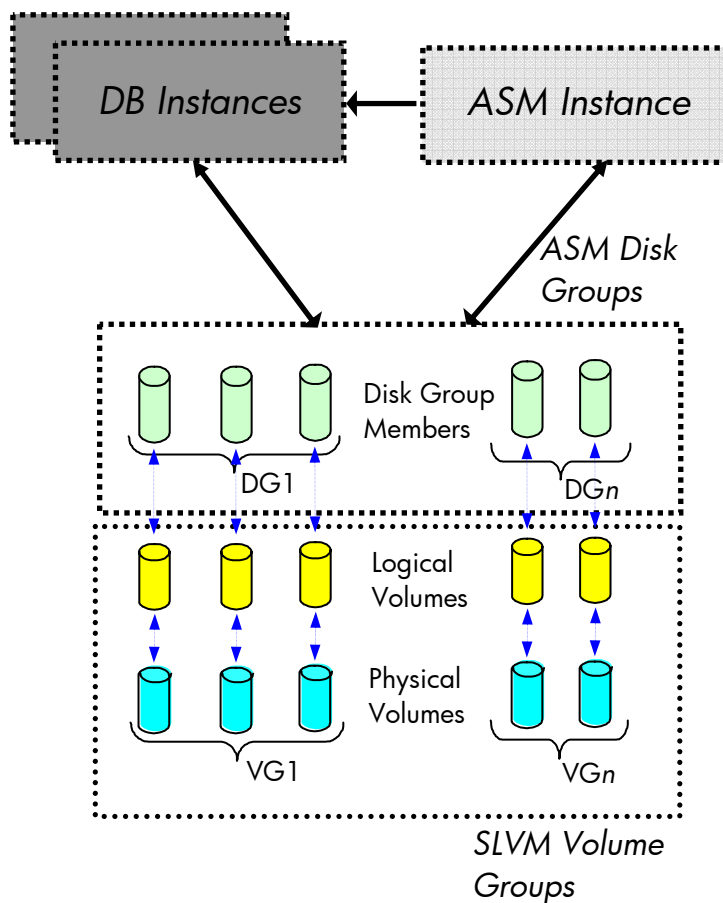 DB Instances
ASM Instance
ASM Disk
Groups
Disk Group
Members
DG1
DGn
Logical
Volumes
Physical
Volumes
VG1
VGn
SLVM Volume
Groups